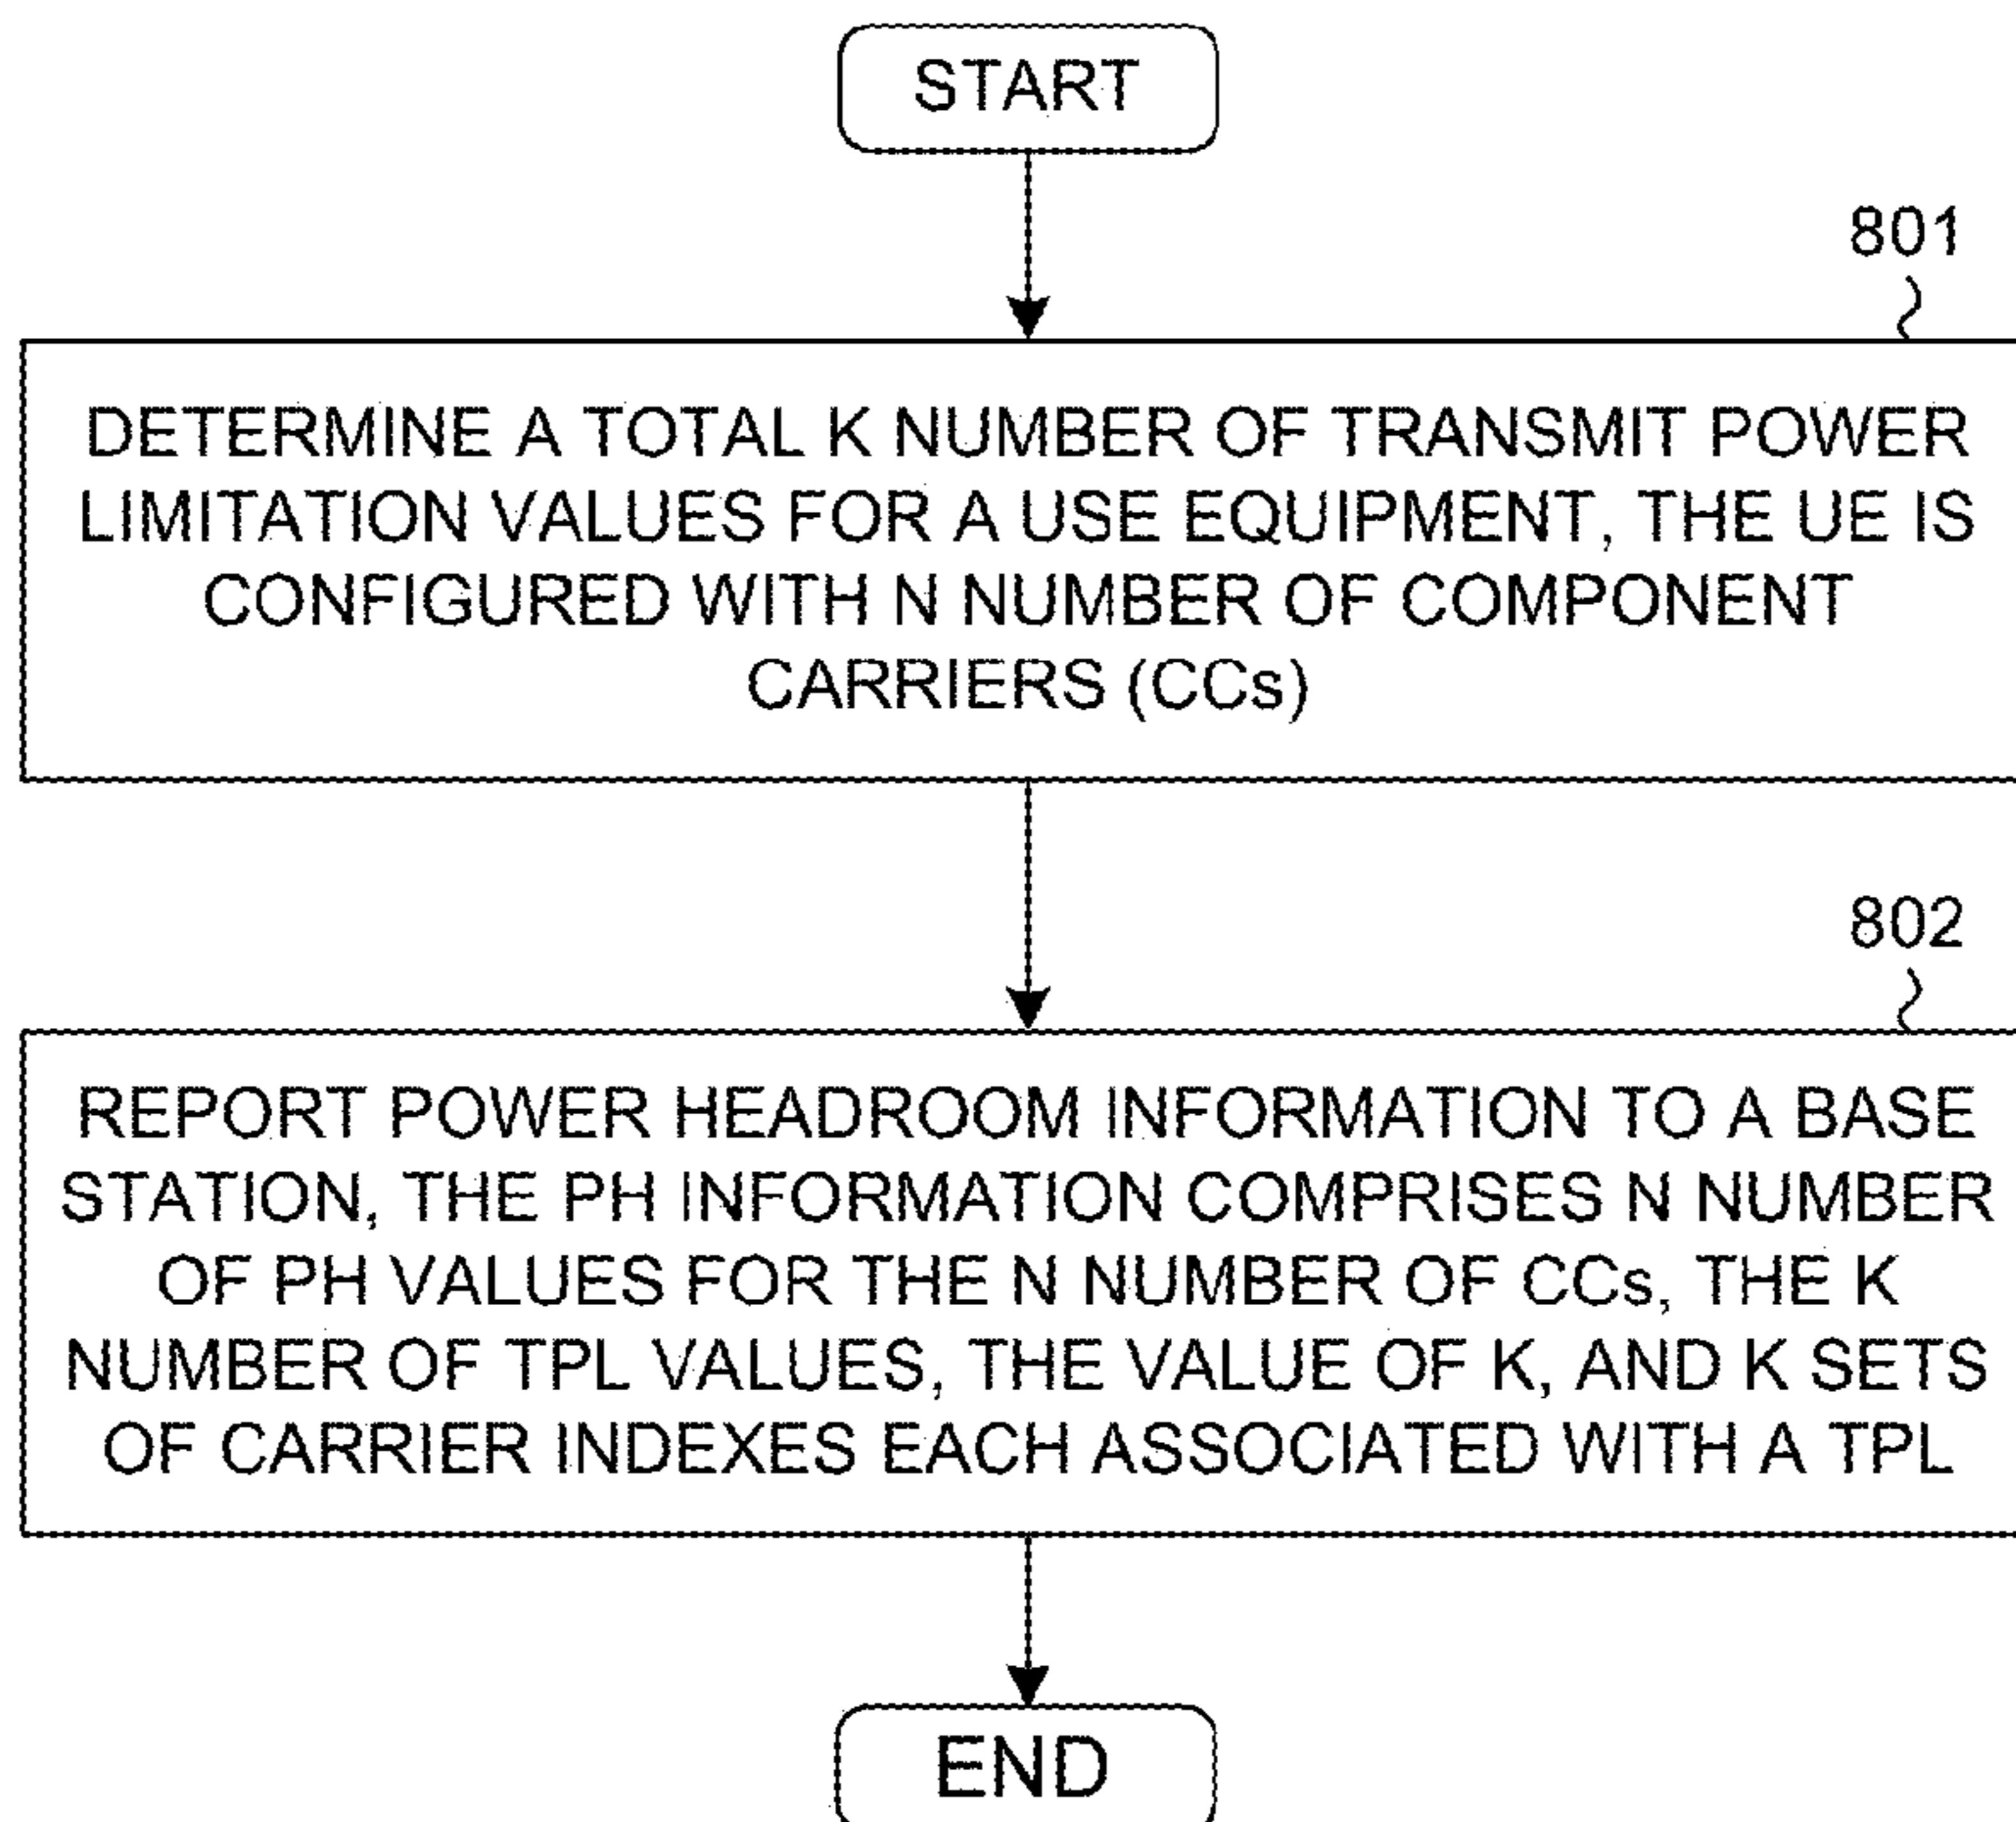 START
801
DETERMINE A TOTAL K NUMBER OF TRANSMIT POWER
LIMITATION VALUES FOR A USE EQUIPMENT, THE UE IS
CONFIGURED WITH N NUMBER OF COMPONENT
CARRIERS (CCs)
802
REPORT POWER HEADROOM INFORMATION TO A BASE
STATION, THE PH INFORMATION COMPRISES N NUMBER
OF PH VALUES FOR THE N NUMBER OF CCs, THE K
NUMBER OF TPL VALUES, THE VALUE OF K, AND K SETS
OF CARRIER INDEXES EACH ASSOCIATED WITH A TPL
END